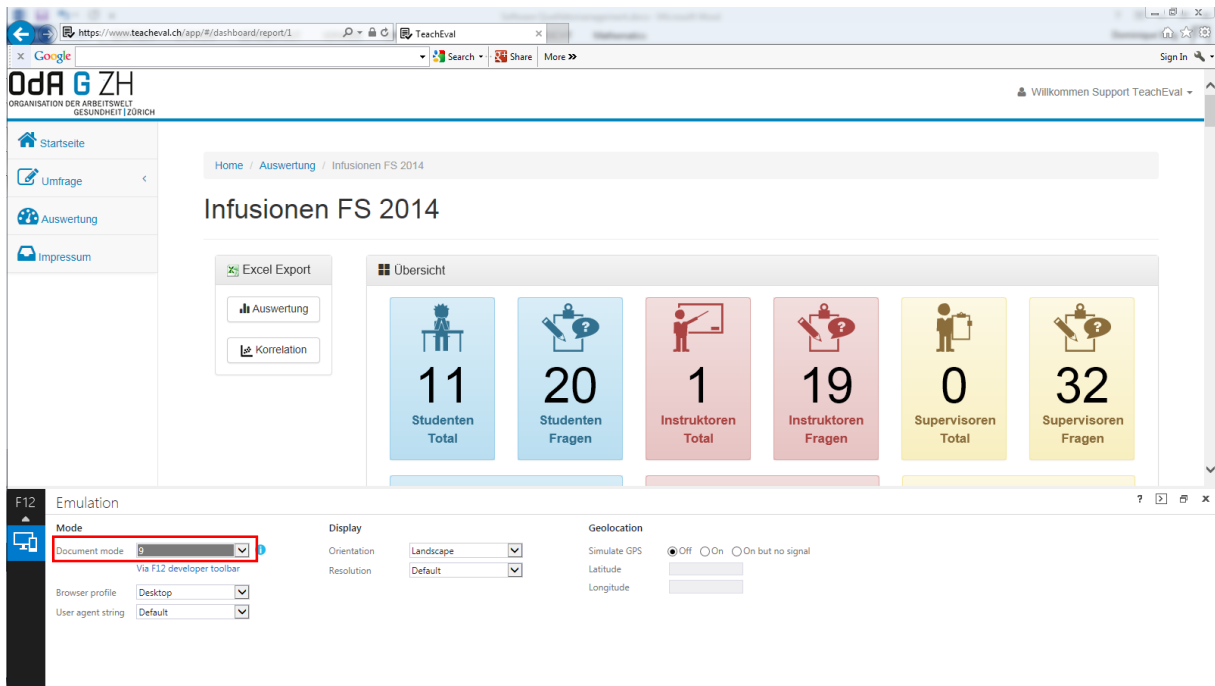 https://www.teacheval.ch/app/#/dashboard/report/1
TeachEval
x Google
Search
Share
More »
Sign In
OdA G ZH
ORGANISATION DER ARBEITSWELT
GESUNDHEIT | ZÜRICH
Willkommen Support TeachEval
Startseite
Umfrage
Auswertung
Impressum
Home / Auswertung / Infusionen FS 2014
Infusionen FS 2014
Excel Export
Auswertung
Korrelation
Übersicht
11
Studenten
Total
20
Studenten
Fragen
1
Instruktoren
Total
19
Instruktoren
Fragen
0
Supervisoren
Total
32
Supervisoren
Fragen
F12
Emulation
Mode
Document mode 9
Via F12 developer toolbar
Browser profile Desktop
User agent string Default
Display
Orientation Landscape
Resolution Default
Geolocation
Simulate GPS Off On On but no signal
Latitude
Longitude